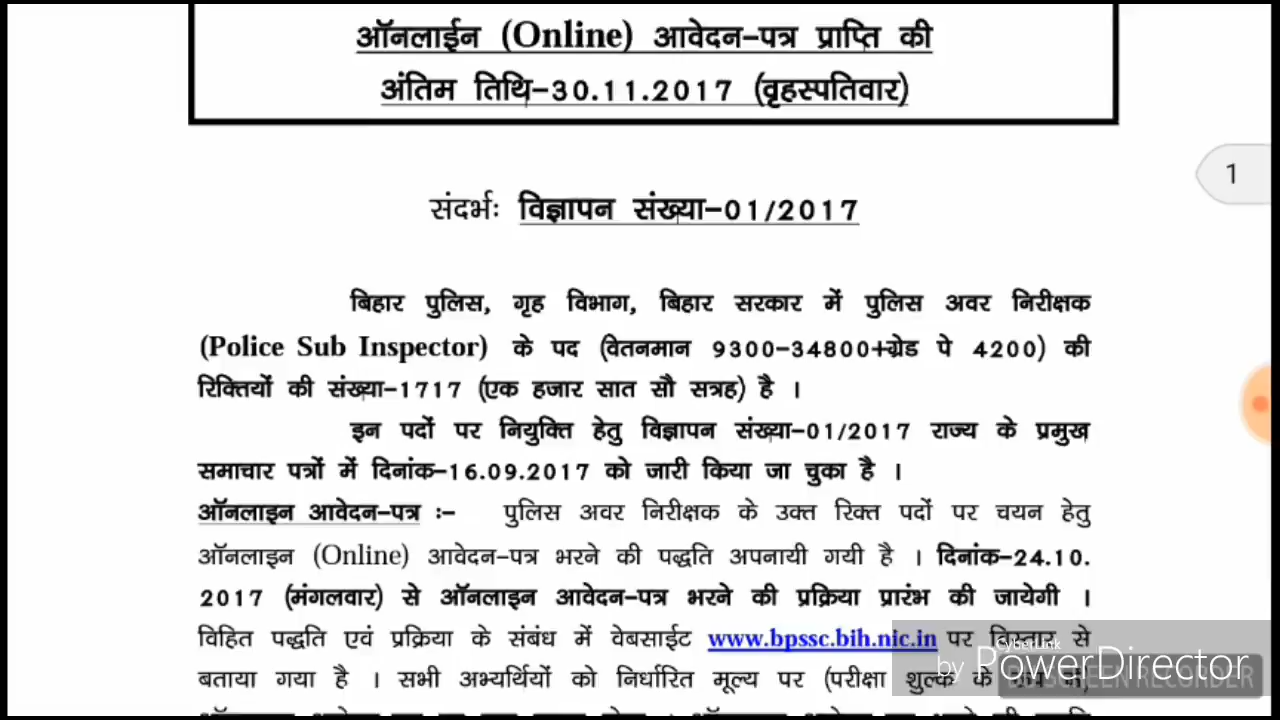 ऑनलाईन (Online) आवेदन-पत्र प्राप्ति की
अंतिम तिथि-30.11.2017 (वृहस्पतिवार)
1
संदर्भः विज्ञापन संख्या-01/2017
बिहार पुलिस, गृह विभाग, बिहार सरकार में पुलिस अवर निरीक्षक
(Police Sub Inspector) के पद (वेतनमान 9300-34800+ग्रेड पे 4200) की
रिक्तियों की संख्या-1717 (एक हजार सात सौ सत्रह) है ।
इन पदों पर नियुक्ति हेतु विज्ञापन संख्या-01/2017 राज्य के प्रमुख
समाचार पत्रों में दिनांक-16.09.2017 को जारी किया जा चुका है ।
ऑनलाइन आवेदन-पत्र :- पुलिस अवर निरीक्षक के उक्त रिक्त पदों पर चयन हेतु
ऑनलाइन (Online) आवेदन-पत्र भरने की पद्धति अपनायी गयी है । दिनांक-24.10.
2017 (मंगलवार) से ऑनलाइन आवेदन-पत्र भरने की प्रक्रिया प्रारंभ की जायेगी ।
विहित पद्धति एवं प्रक्रिया के संबंध में वेबसाईट www.bpssc.bih.nic.in पर विस्तार से
बताया गया है । सभी अभ्यर्थियों को निर्धारित मूल्य पर (परीक्षा शुल्क के
CyberLink
by PowerDirector
SCREEN RECORDER